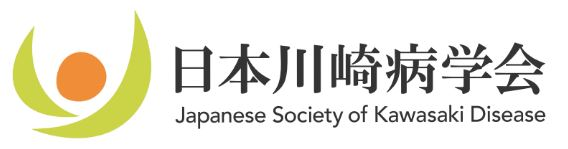 日本川崎病学会
Japanese Society of Kawasaki Disease